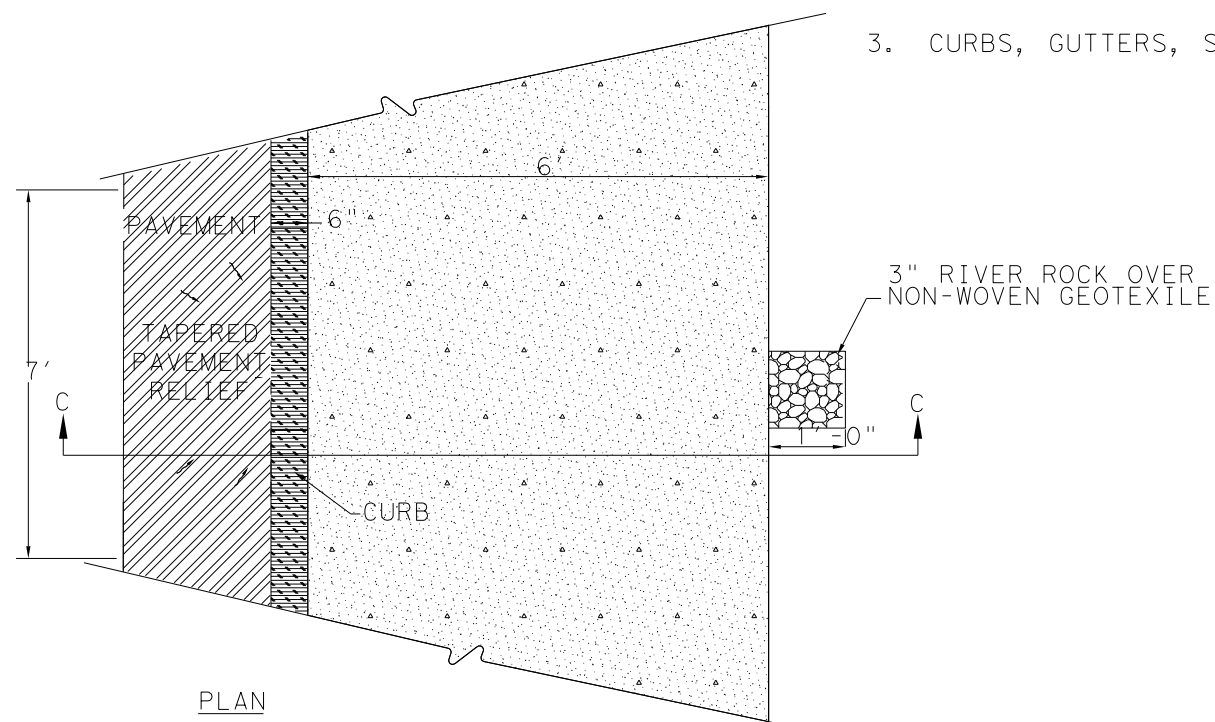 3. CURBS, GUTTERS, S
6'
6"
PAVEMENT
3" RIVER ROCK OVER
NON-WOVEN GEOTEXILE
TAPERED
PAVEMENT
RELIEF
7'
C
C
1'-0"
CURB
PLAN